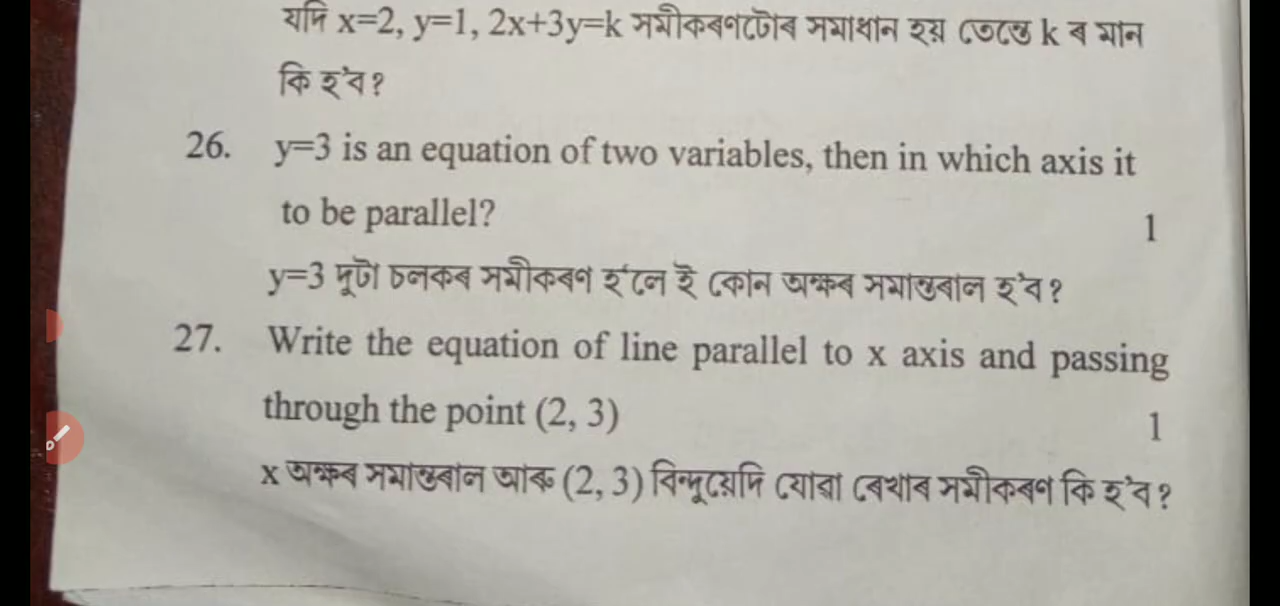 যদি x=2, y=1, 2x+3y=k সমীকৰণটোৰ সমাধান হয় তেন্তে k ৰ মান
কি হ'ব?
26. y=3 is an equation of two variables, then in which axis it
to be parallel? 1
y=3 দুটা চলকৰ সমীকৰণ হ'লে ই কোন অক্ষৰ সমান্তৰাল হ'ব?
27. Write the equation of line parallel to x axis and passing
through the point (2, 3) 1
x অক্ষৰ সমান্তৰাল আৰু (2, 3) বিন্দুয়েদি যোৱা ৰেখাৰ সমীকৰণ কি হ'ব?